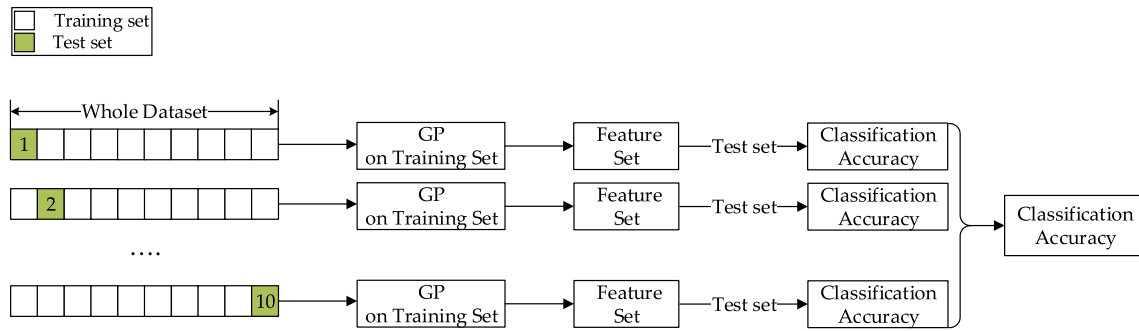 Training set
Test set
Whole Dataset
1
GP
on Training Set
Feature
Set
Test set
Classification
Accuracy
2
GP
on Training Set
Feature
Set
Test set
Classification
Accuracy
Classification
Accuracy
....
10
GP
on Training Set
Feature
Set
Test set
Classification
Accuracy